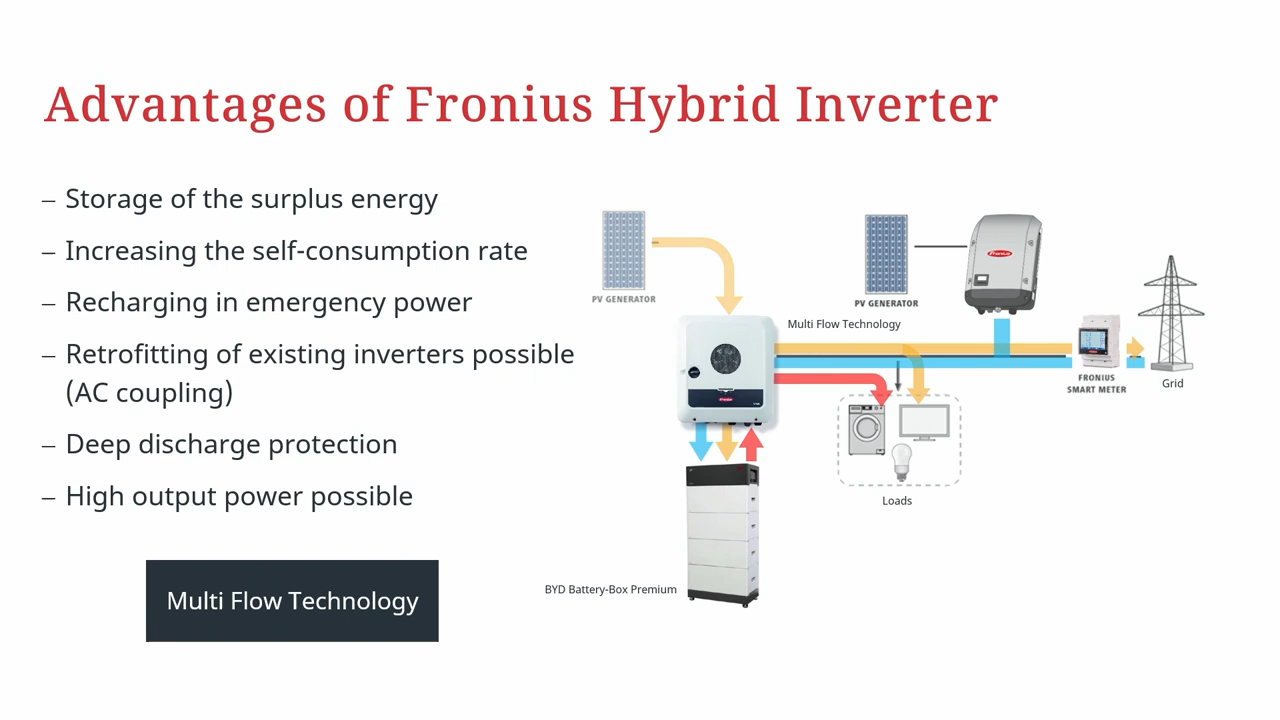 Advantages of Fronius Hybrid Inverter
– Storage of the surplus energy
– Increasing the self-consumption rate
– Recharging in emergency power
– Retrofitting of existing inverters possible
(AC coupling)
– Deep discharge protection
– High output power possible
Multi Flow Technology
PV GENERATOR
PV GENERATOR
Fronius
Multi Flow Technology
FRONIUS
SMART METER
Grid
Loads
BYD Battery-Box Premium